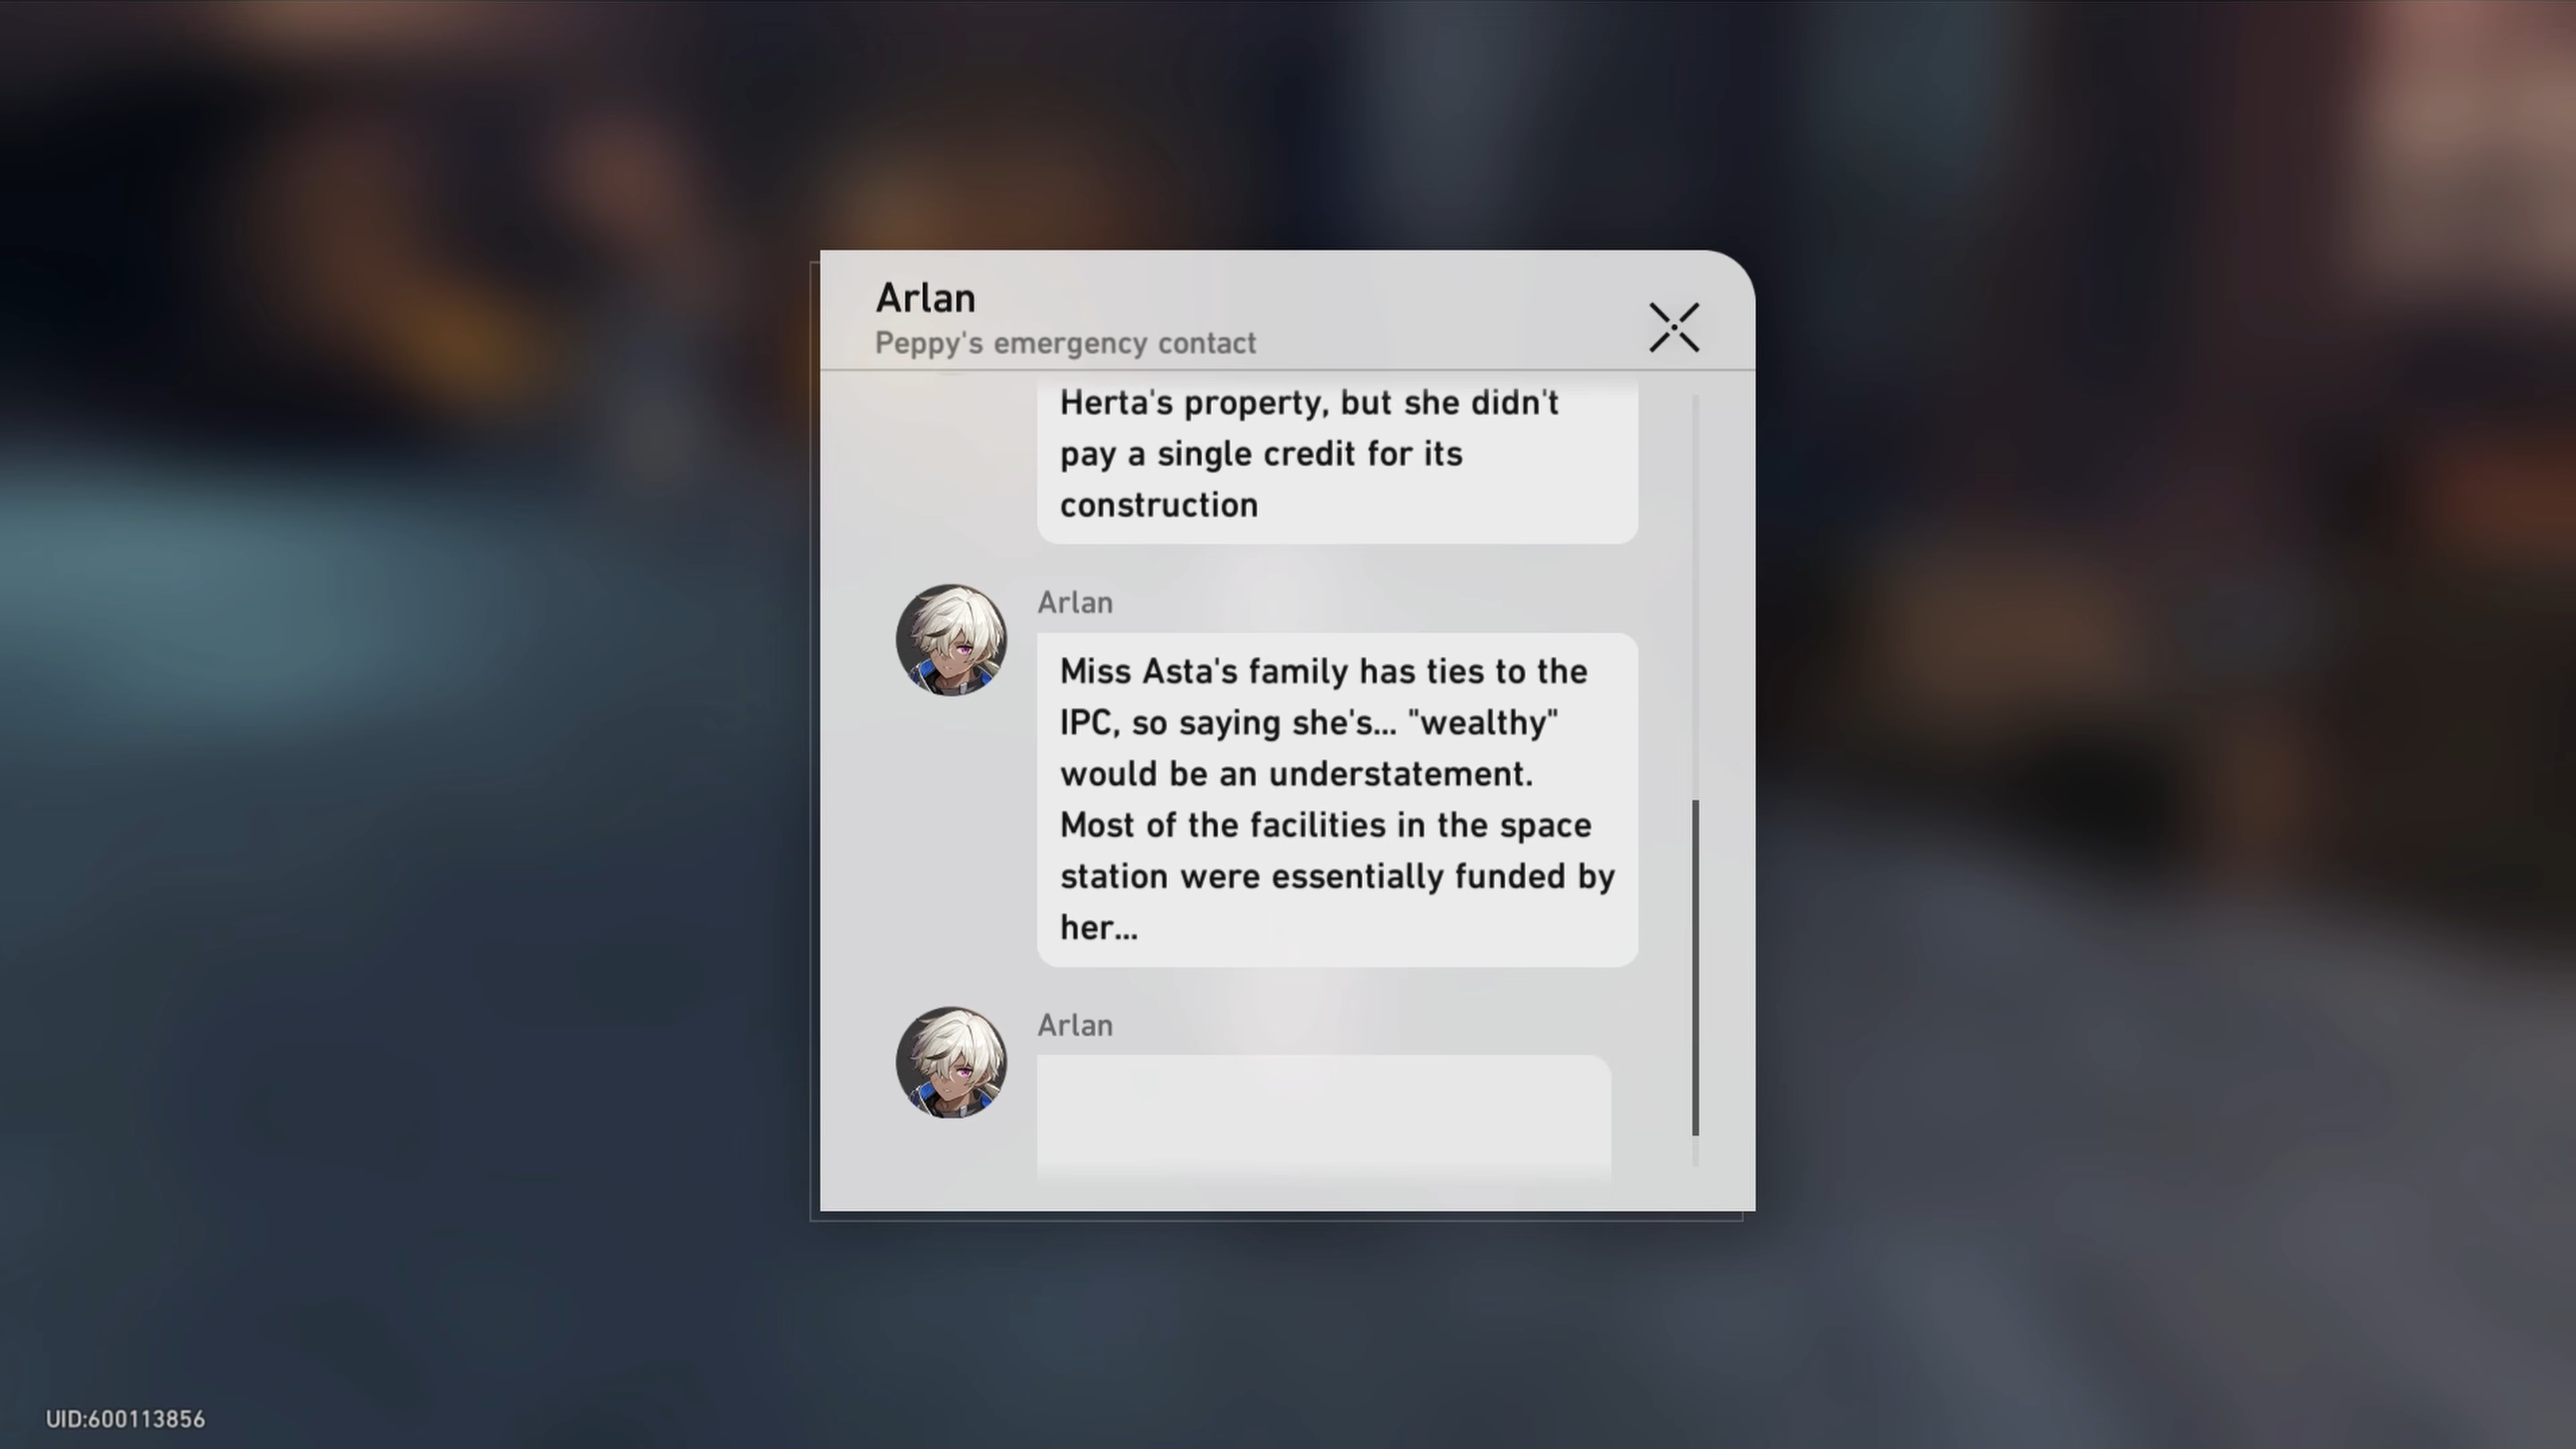 Arlan
Peppy's emergency contact
Herta's property, but she didn't
pay a single credit for its
construction
Arlan
Miss Asta's family has ties to the
IPC, so saying she's... "wealthy"
would be an understatement.
Most of the facilities in the space
station were essentially funded by
her...
Arlan
UID:600113856